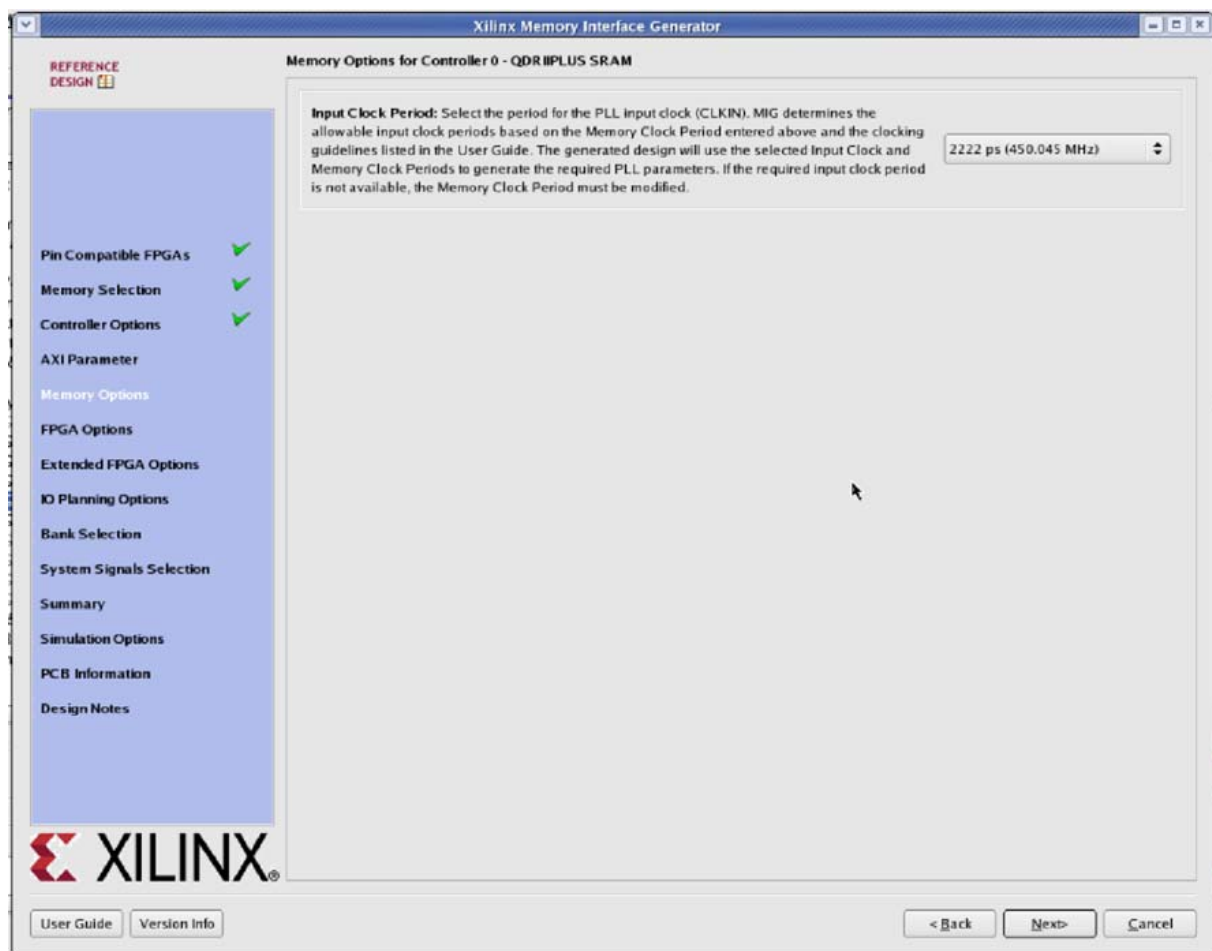 Xilinx Memory Interface Generator
REFERENCE
DESIGN
Memory Options for Controller 0 - QDRIIPLUS SRAM
Input Clock Period: Select the period for the PLL input clock (CLKIN). MIG determines the
allowable input clock periods based on the Memory Clock Period entered above and the clocking
guidelines listed in the User Guide. The generated design will use the selected Input Clock and
Memory Clock Periods to generate the required PLL parameters. If the required input clock period
is not available, the Memory Clock Period must be modified.
2222 ps (450.045 MHz)
Pin Compatible FPGAs
Memory Selection
Controller Options
AXI Parameter
Memory Options
FPGA Options
Extended FPGA Options
IO Planning Options
Bank Selection
System Signals Selection
Summary
Simulation Options
PCB Information
Design Notes
XILINX®
User Guide
Version Info
< Back
Next>
Cancel